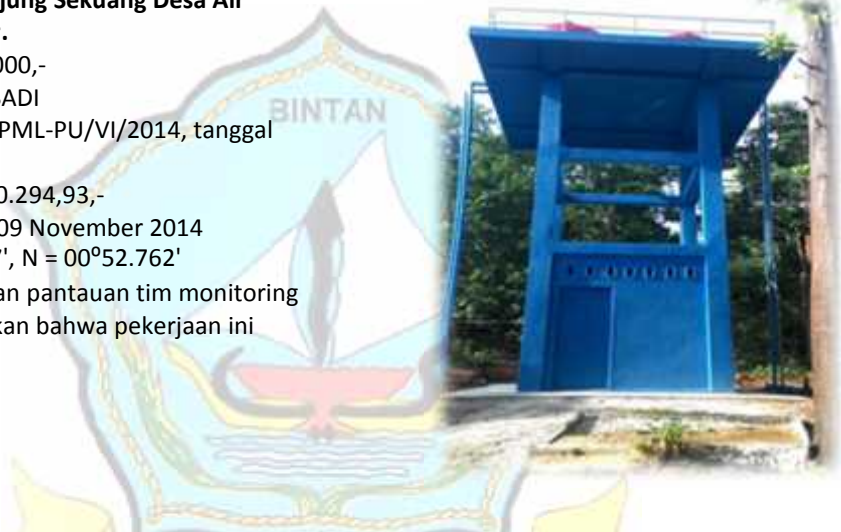 jung Sekuang Desa Air
000,-
BADI
PML-PU/VI/2014, tanggal
0.294,93,-
09 November 2014
', N = 00⁰52.762'
an pantauan tim monitoring
kan bahwa pekerjaan ini
BINTAN